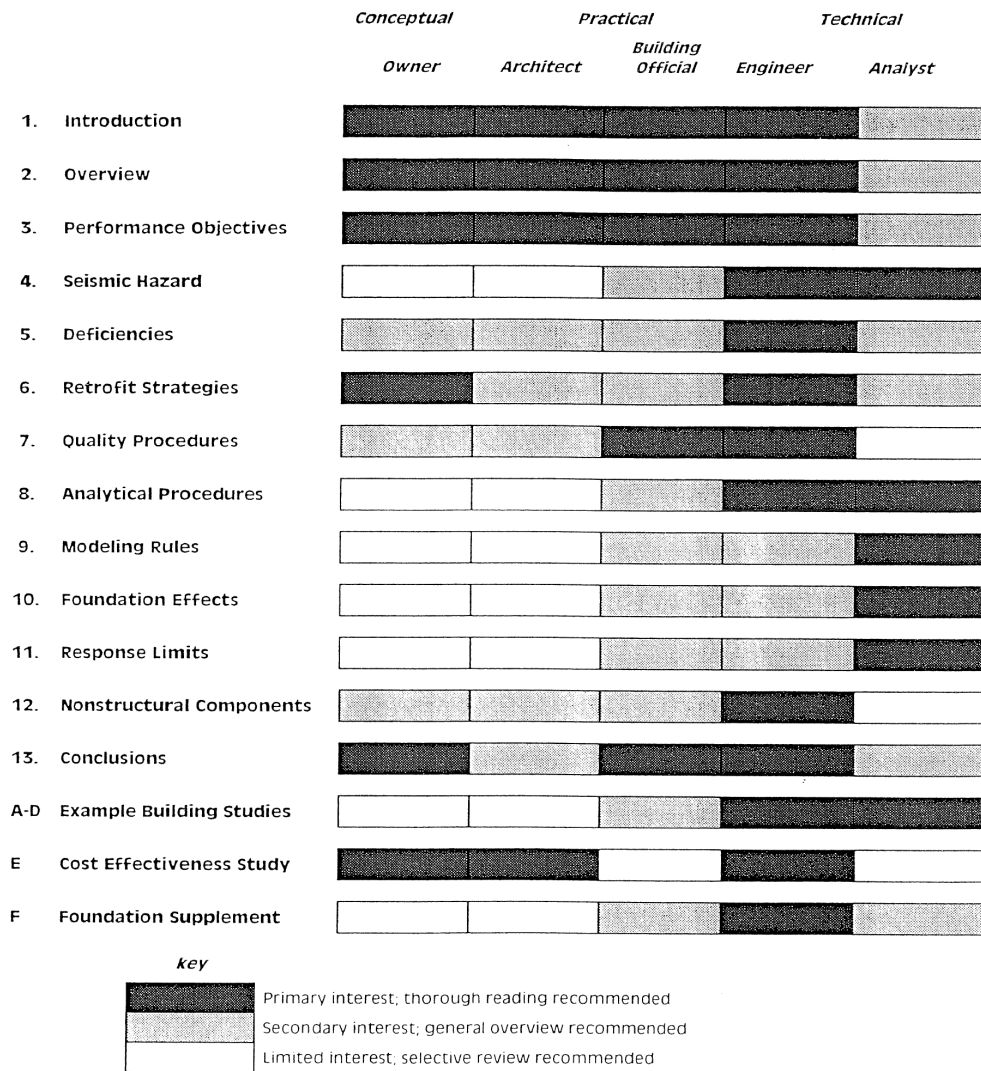 Conceptual Practical Technical
Owner Architect Building Official Engineer Analyst
1. Introduction
2. Overview
3. Performance Objectives
4. Seismic Hazard
5. Deficiencies
6. Retrofit Strategies
7. Quality Procedures
8. Analytical Procedures
9. Modeling Rules
10. Foundation Effects
11. Response Limits
12. Nonstructural Components
13. Conclusions
A-D Example Building Studies
E Cost Effectiveness Study
F Foundation Supplement
key
Primary interest; thorough reading recommended
Secondary interest; general overview recommended
Limited interest; selective review recommended